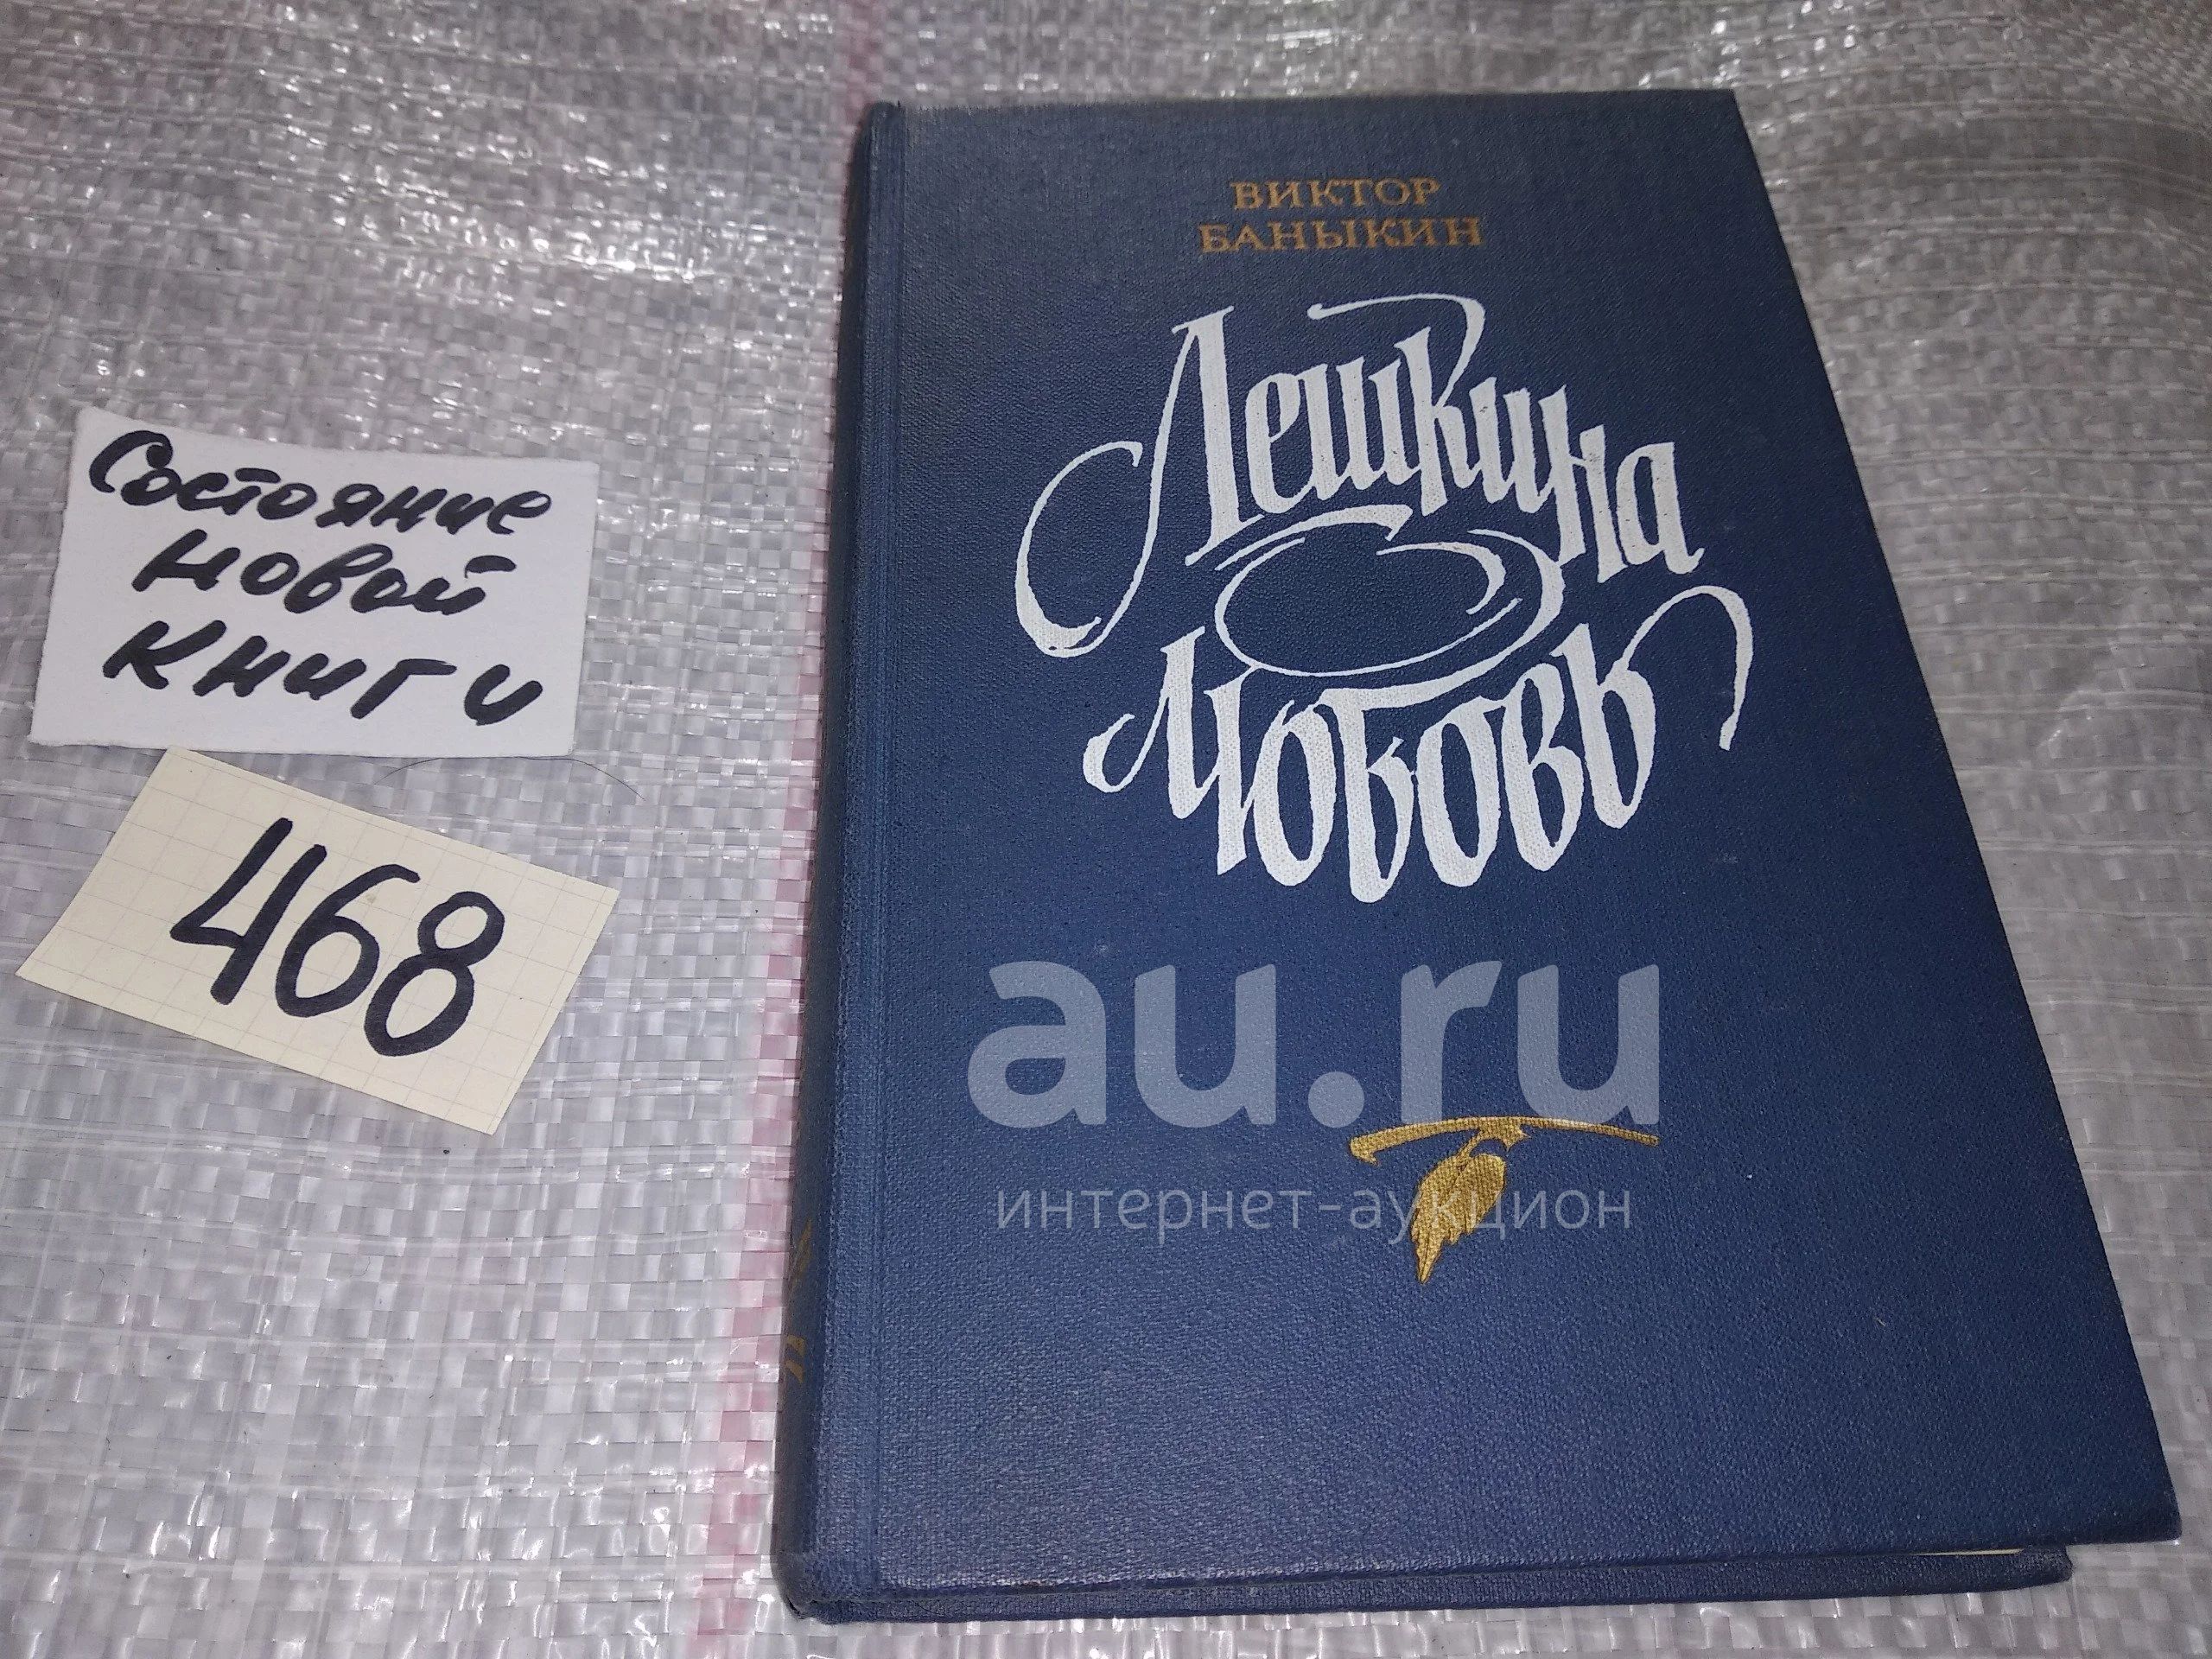 Состояние
новой
книги
468
ВИКТОР
БАНЫКИН
Лешкина
любовь
au.ru
интернет-аукцион